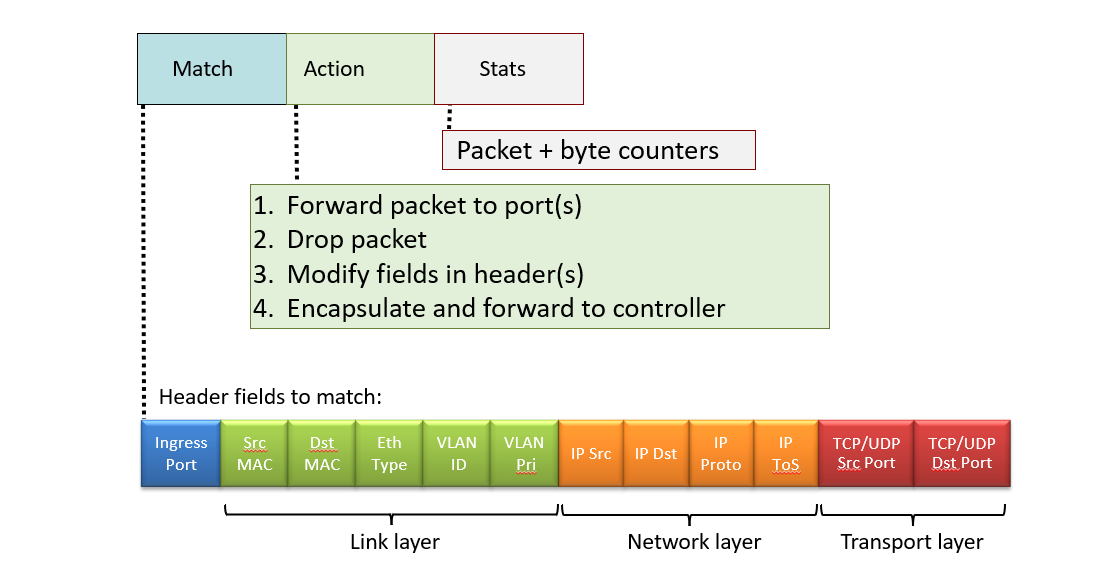 Match
Action
Stats
Packet + byte counters
1. Forward packet to port(s)
2. Drop packet
3. Modify fields in header(s)
4. Encapsulate and forward to controller
Header fields to match:
Ingress
Port
Src
MAC
Dst
MAC
Eth
Type
VLAN
ID
VLAN
Pri
IP Src
IP Dst
IP
Proto
IP
ToS
TCP/UDP
Src Port
TCP/UDP
Dst Port
Link layer
Network layer
Transport layer